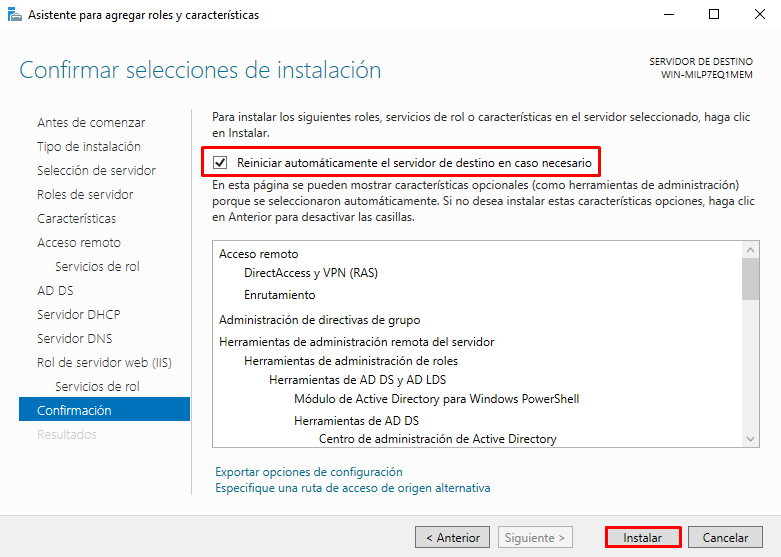 Asistente para agregar roles y características
Confirmar selecciones de instalación
SERVIDOR DE DESTINO
WIN-MILP7EQ1MEM
Antes de comenzar
Tipo de instalación
Selección de servidor
Roles de servidor
Características
Acceso remoto
Servicios de rol
AD DS
Servidor DHCP
Servidor DNS
Rol de servidor web (IIS)
Servicios de rol
Confirmación
Resultados
Para instalar los siguientes roles, servicios de rol o características en el servidor seleccionado, haga clic
en Instalar.
Reiniciar automáticamente el servidor de destino en caso necesario
En esta página se pueden mostrar características opcionales (como herramientas de administración)
porque se seleccionaron automáticamente. Si no desea instalar estas características opciones, haga clic
en Anterior para desactivar las casillas.
Acceso remoto
DirectAccess y VPN (RAS)
Enrutamiento
Administración de directivas de grupo
Herramientas de administración remota del servidor
Herramientas de administración de roles
Herramientas de AD DS y AD LDS
Módulo de Active Directory para Windows PowerShell
Herramientas de AD DS
Centro de administración de Active Directory
Exportar opciones de configuración
Especifique una ruta de acceso de origen alternativa
< Anterior
Siguiente >
Instalar
Cancelar